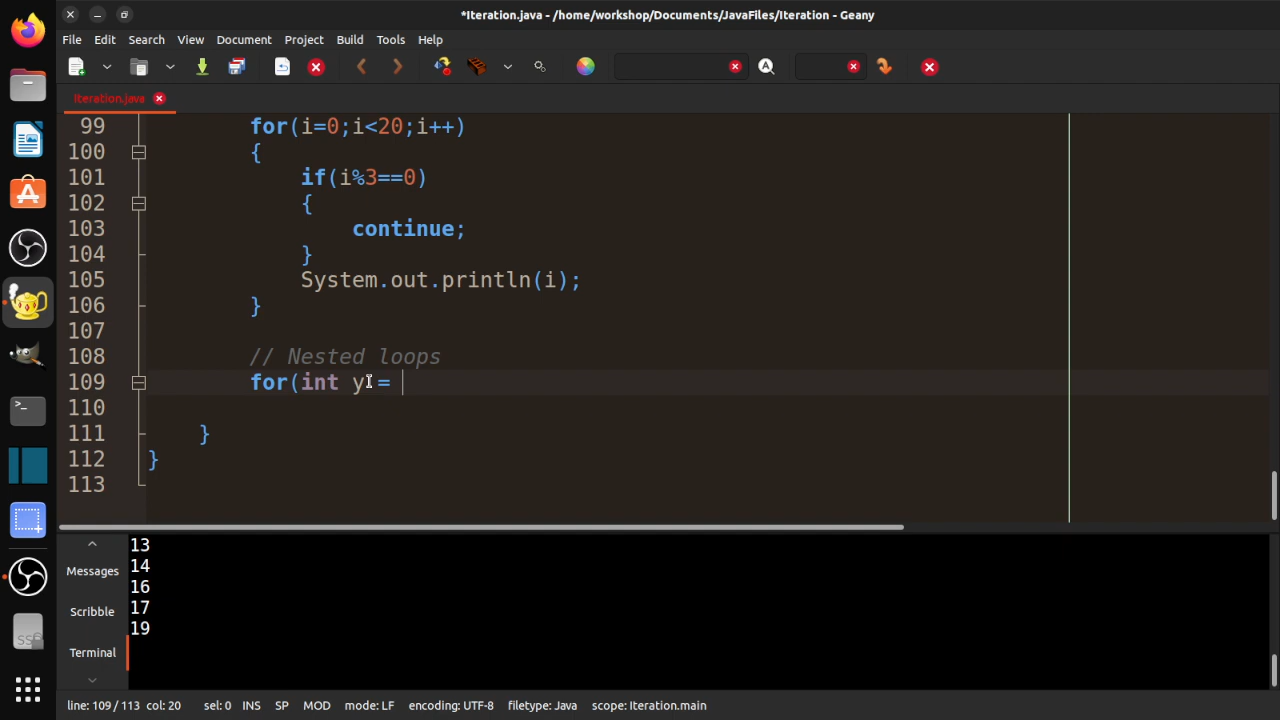 *Iteration.java - /home/workshop/Documents/JavaFiles/Iteration - Geany
File Edit Search View Document Project Build Tools Help
Iteration.java
99 for(i=0;i<20;i++)
100 {
101 if(i%3==0)
102 {
103 continue;
104 }
105 System.out.println(i);
106 }
107
108 // Nested loops
109 for(int y =
110
111 }
112 }
113
Messages
Scribble
Terminal
13
14
16
17
19
line: 109 / 113 col: 20 sel: 0 INS SP MOD mode: LF encoding: UTF-8 filetype: Java scope: Iteration.main